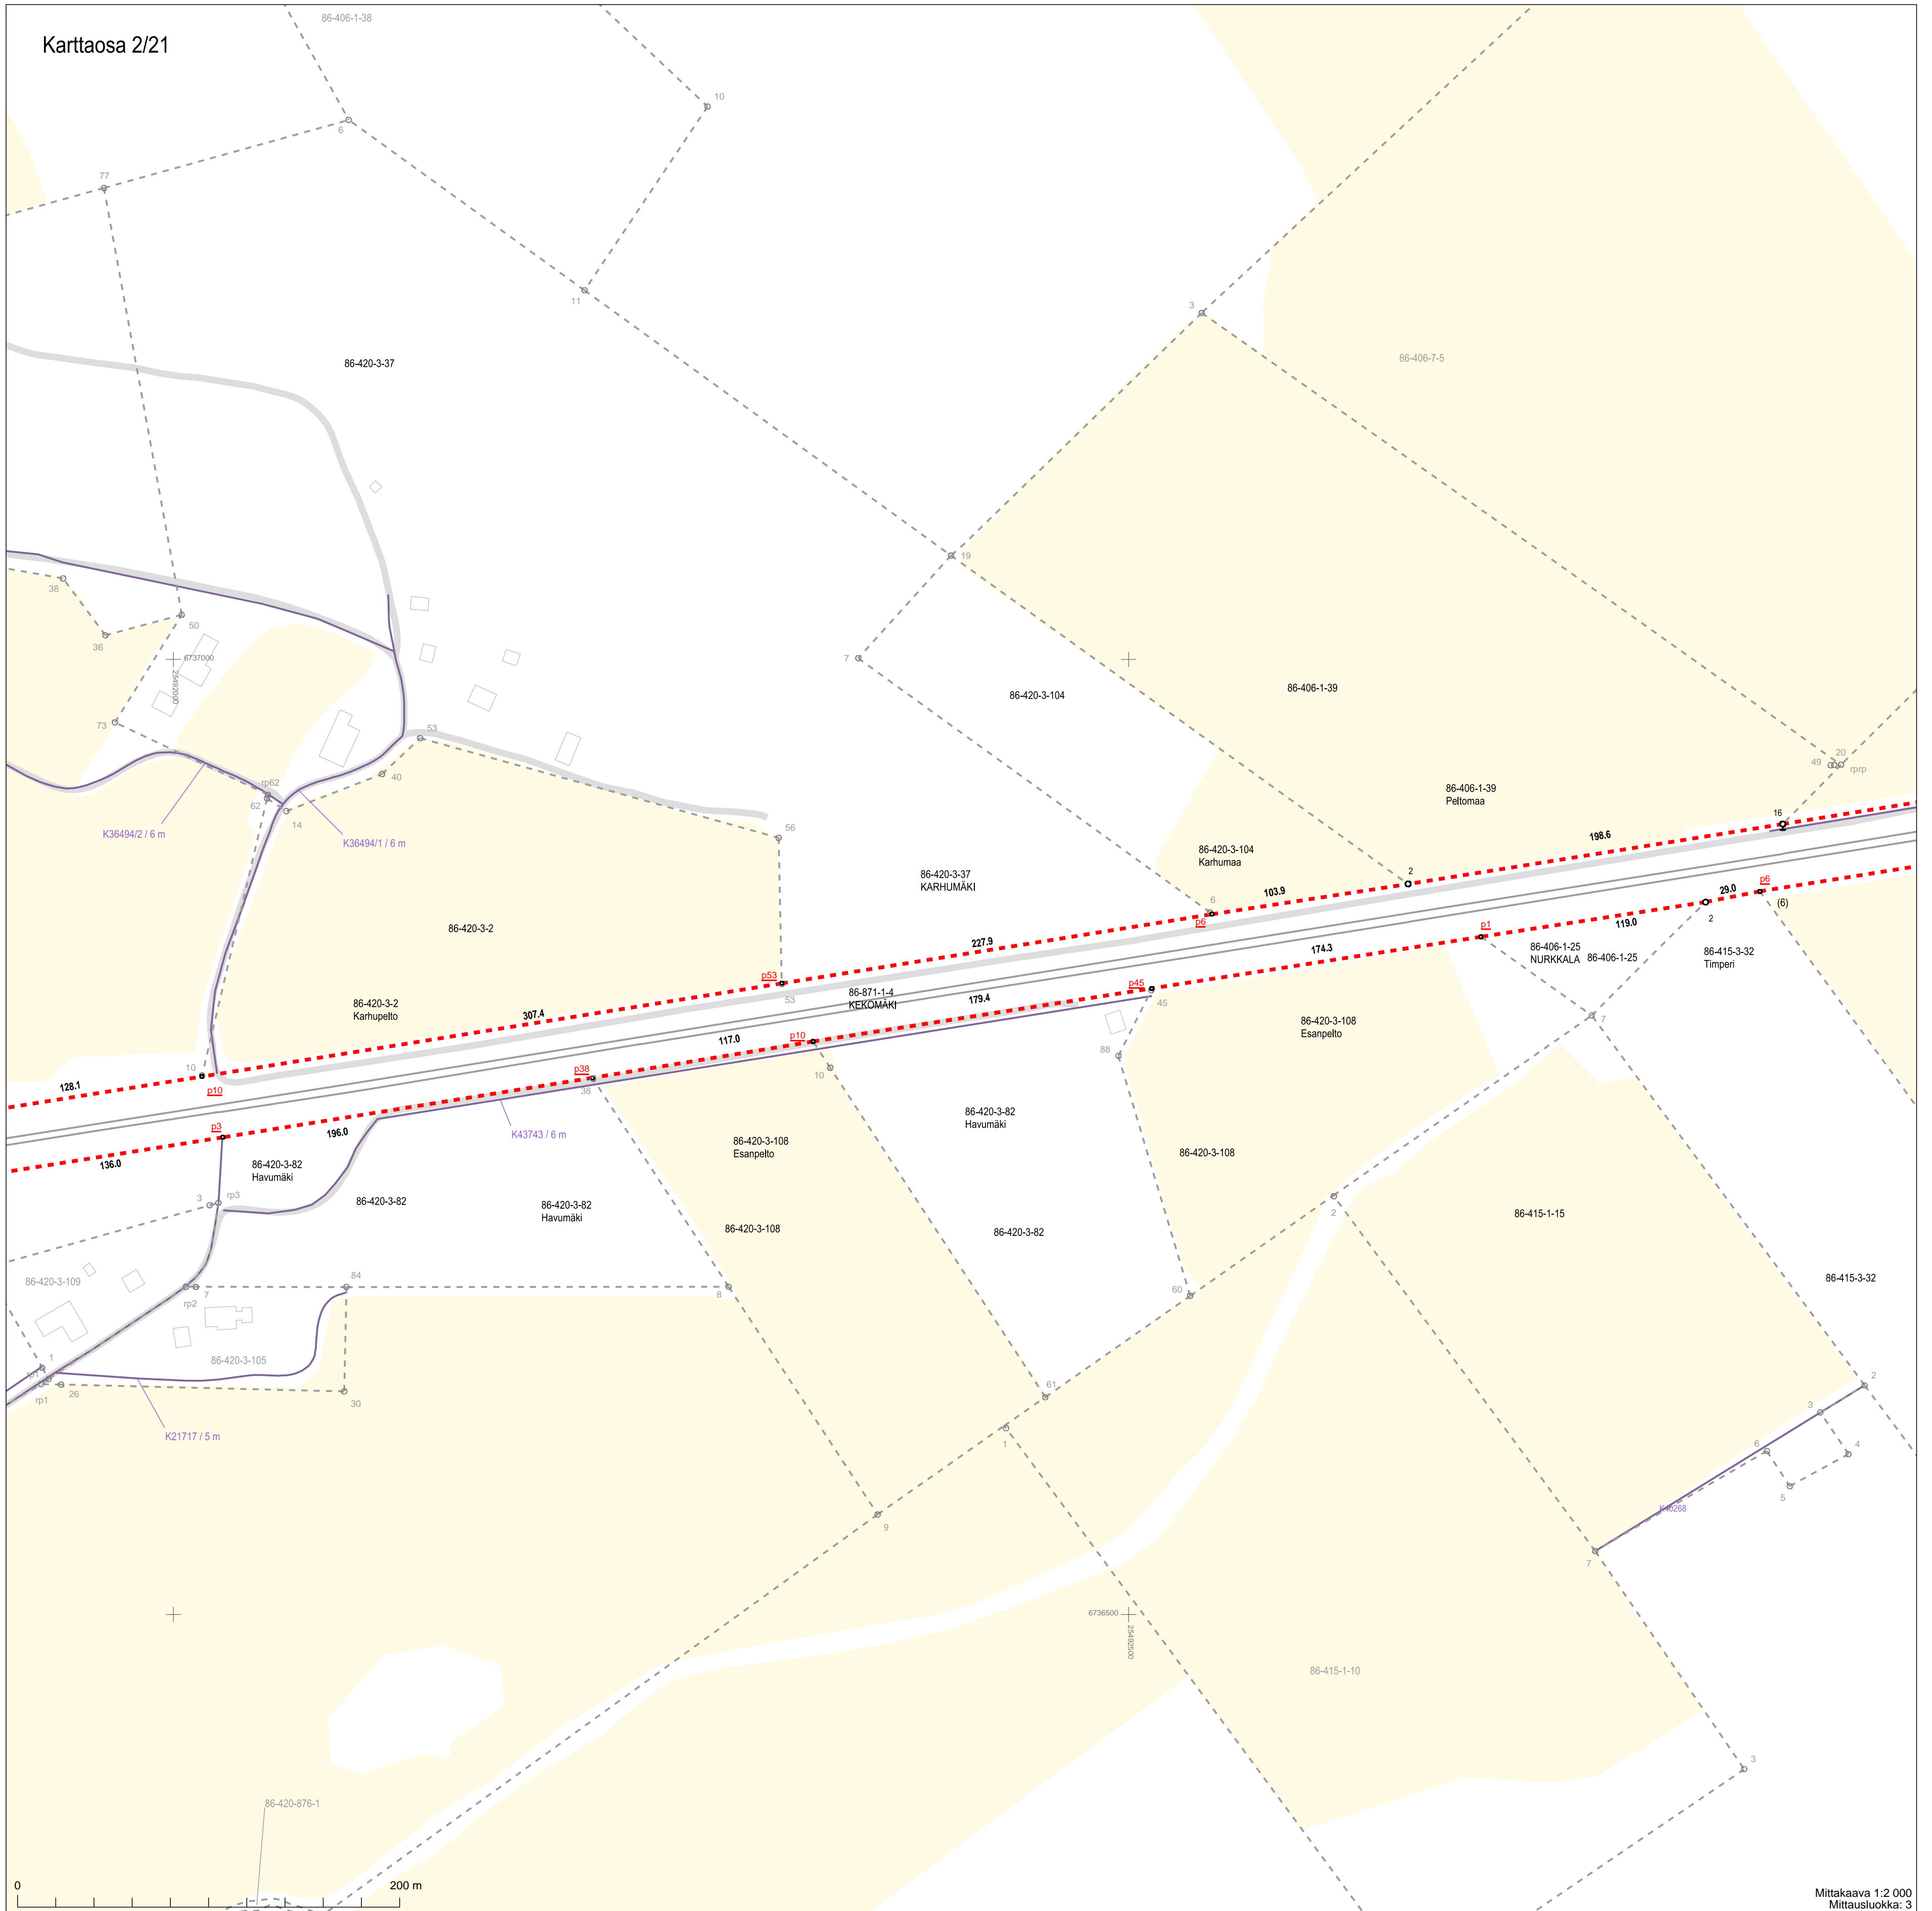 Karttaosa 2/21
86-406-1-38
10
6
77
11
3
86-420-3-37
86-406-7-5
19
38
50
36
6737000
25492000
7
86-420-3-104
86-406-1-39
73
53
40
20
49
rprp
rp62
62
14
86-406-1-39
Peltomaa
16
K36494/2 / 6 m
K36494/1 / 6 m
56
198.6
86-420-3-104
Karhumaa
86-420-3-37
KARHUMÄKI
2
103.9
p6
29.0
(6)
6
p6
2
p1
119.0
86-420-3-2
227.9
174.3
86-406-1-25
NURKKALA
86-406-1-25
86-415-3-32
Timperi
p53
53
86-871-1-4
KEKOMÄKI
179.4
p45
45
86-420-3-2
Karhupelto
307.4
117.0
p10
86-420-3-108
Esanpelto
7
88
10
10
p38
38
128.1
p10
86-420-3-82
Havumäki
p3
196.0
K43743 / 6 m
86-420-3-108
Esanpelto
86-420-3-108
136.0
86-420-3-82
Havumäki
3
rp3
86-420-3-82
86-420-3-82
Havumäki
86-420-3-108
86-420-3-82
2
86-415-1-15
86-420-3-109
84
7
rp2
8
60
86-415-3-32
1
rp1
rp1
26
86-420-3-105
30
61
2
3
4
6
5
K21717 / 5 m
1
9
K40268
7
6736500
25492500
86-415-1-10
3
86-420-876-1
0
200 m
Mittakaava 1:2 000
Mittausluokka: 3